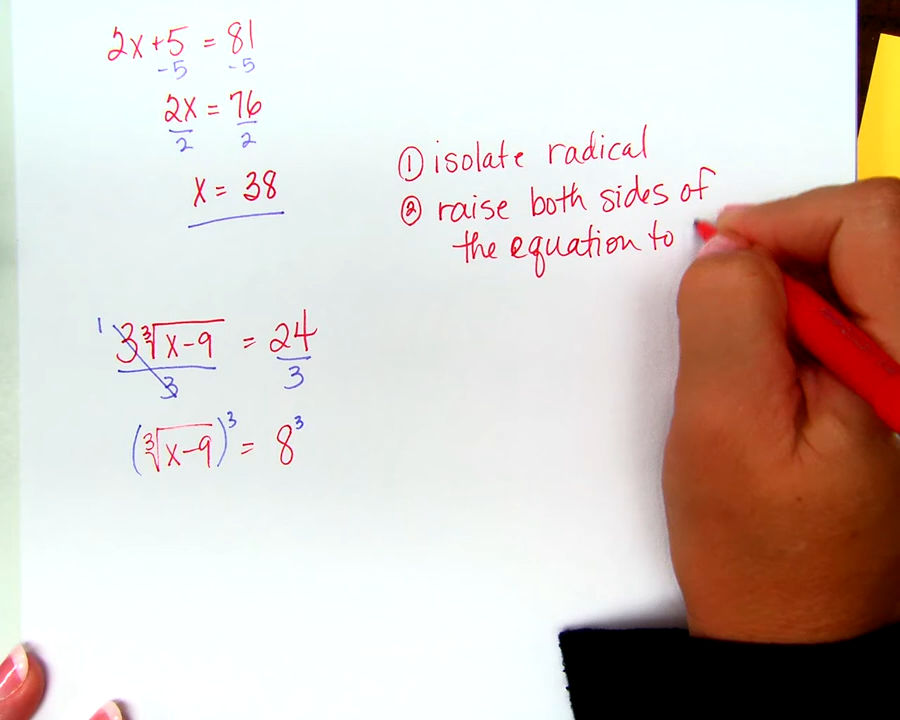 2x+5 = 81
-5 -5
2x = 76
2 2
x = 38
① isolate radical
② raise both sides of
the equation to
1
3∛x-9 = 24
3 3
(∛x-9)³ = 8³